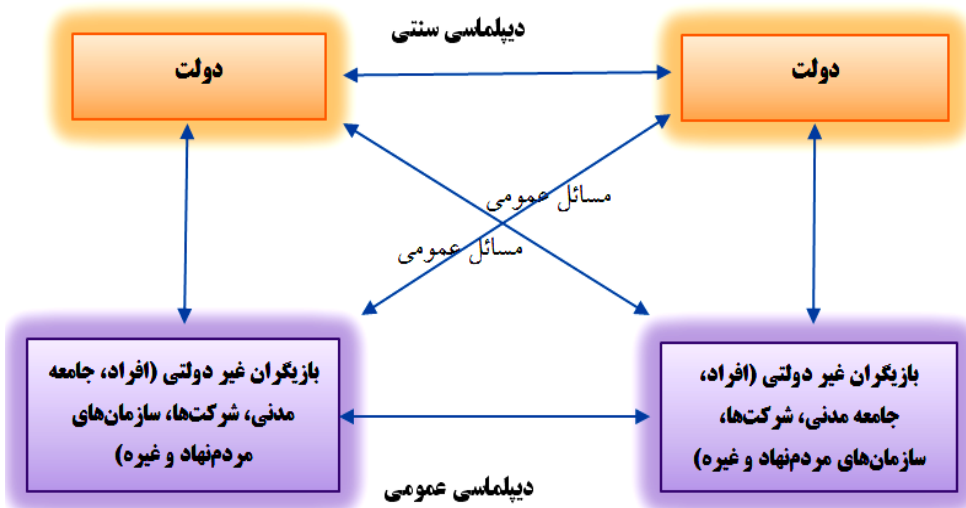 دیپلماسی سنتی
دولت
دولت
مسائل عمومی
مسائل عمومی
بازیگران غیر دولتی (افراد،
جامعه مدنی، شرکت‌ها،
سازمان‌های مردم‌نهاد و غیره)
بازیگران غیر دولتی (افراد، جامعه
مدنی، شرکت‌ها، سازمان‌های
مردم‌نهاد و غیره)
دیپلماسی عمومی